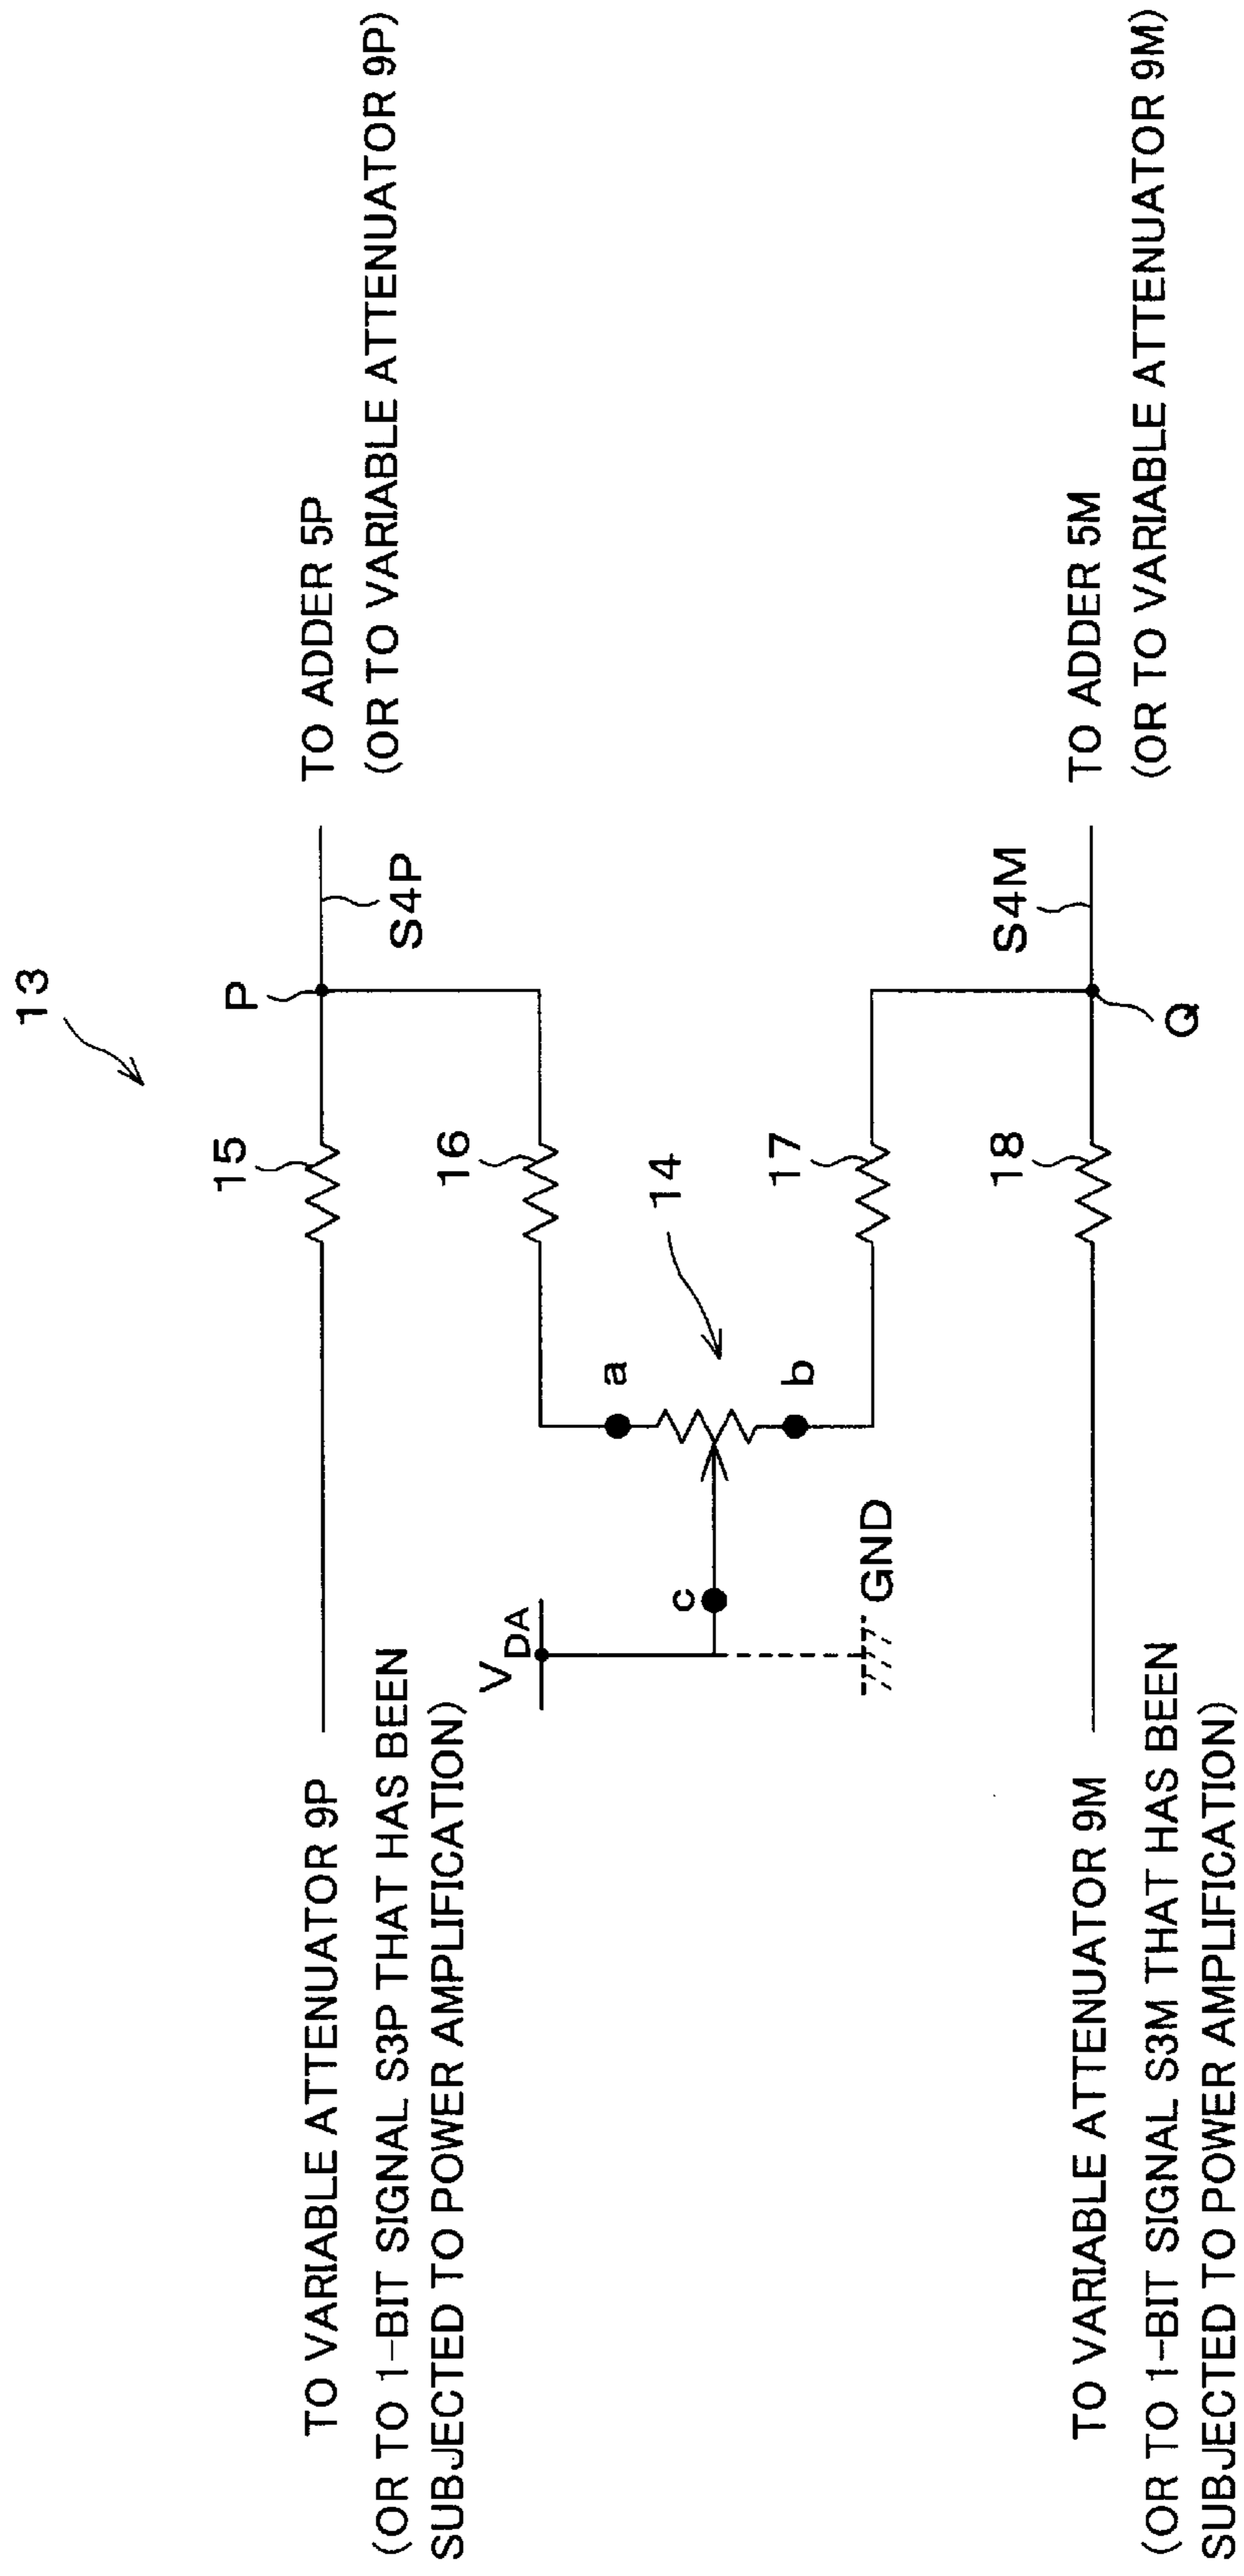 13
TO VARIABLE ATTENUATOR 9P
(OR TO 1-BIT SIGNAL S3P THAT HAS BEEN
SUBJECTED TO POWER AMPLIFICATION)
15
P
S4P
TO ADDER 5P
(OR TO VARIABLE ATTENUATOR 9P)
16
VDA
c
a
14
b
GND
17
S4M
18
Q
TO VARIABLE ATTENUATOR 9M
(OR TO 1-BIT SIGNAL S3M THAT HAS BEEN
SUBJECTED TO POWER AMPLIFICATION)
TO ADDER 5M
(OR TO VARIABLE ATTENUATOR 9M)